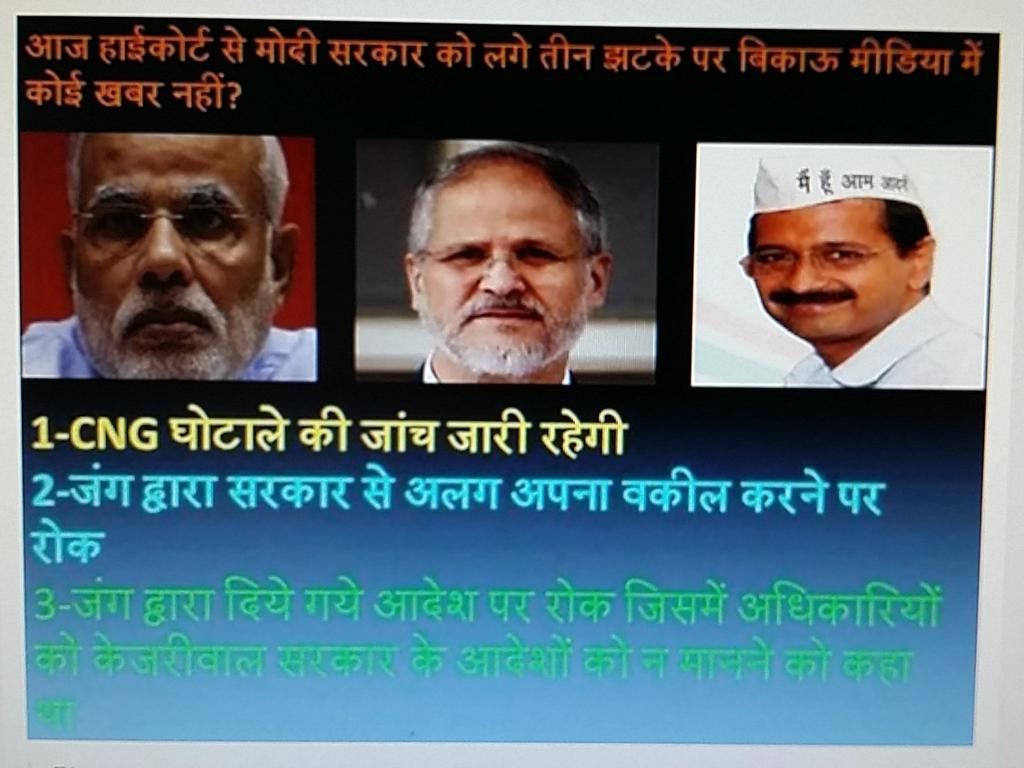 आज हाईकोर्ट से मोदी सरकार को लगे तीन झटके पर बिकाऊ मीडिया में
कोई खबर नहीं?
मैं हूँ आम आदमी
1-CNG घोटाले की जांच जारी रहेगी
2-जंग द्वारा सरकार से अलग अपना वकील करने पर
रोक
3-जंग द्वारा दिये गये आदेश पर रोक जिसमें अधिकारियों
को केजरीवाल सरकार के आदेशों को न मानने को कहा
था